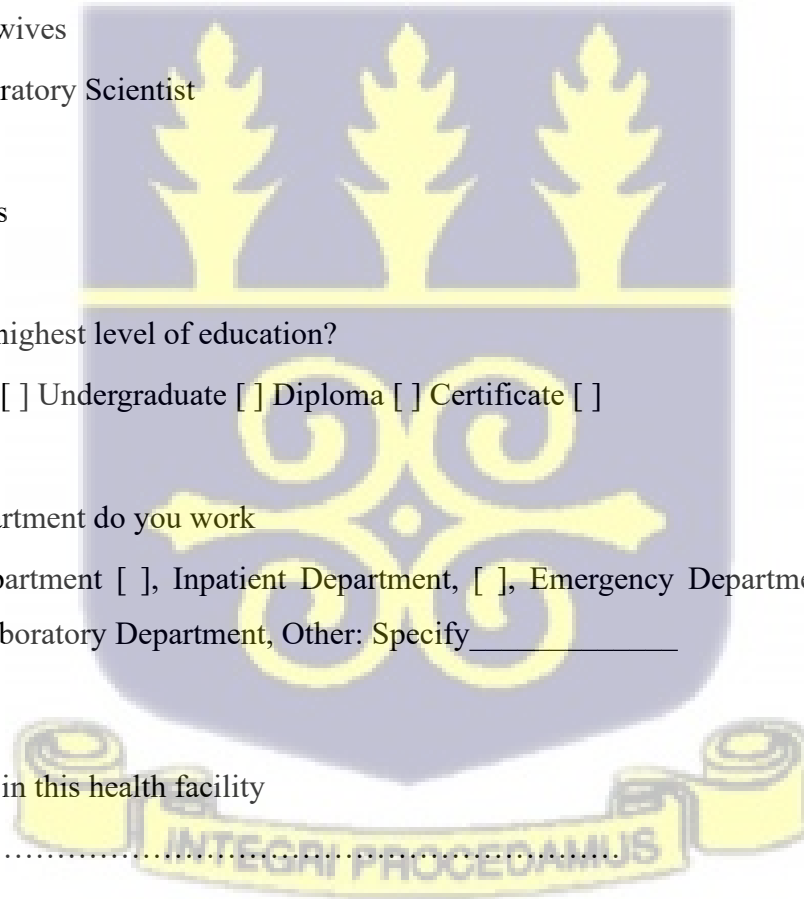 wives
ratory Scientist
s
highest level of education?
[ ] Undergraduate [ ] Diploma [ ] Certificate [ ]
artment do you work
partment [ ], Inpatient Department, [ ], Emergency Departme
boratory Department, Other: Specify_____________
in this health facility
………………………………………………………
INTEGRI PROCEDAMUS